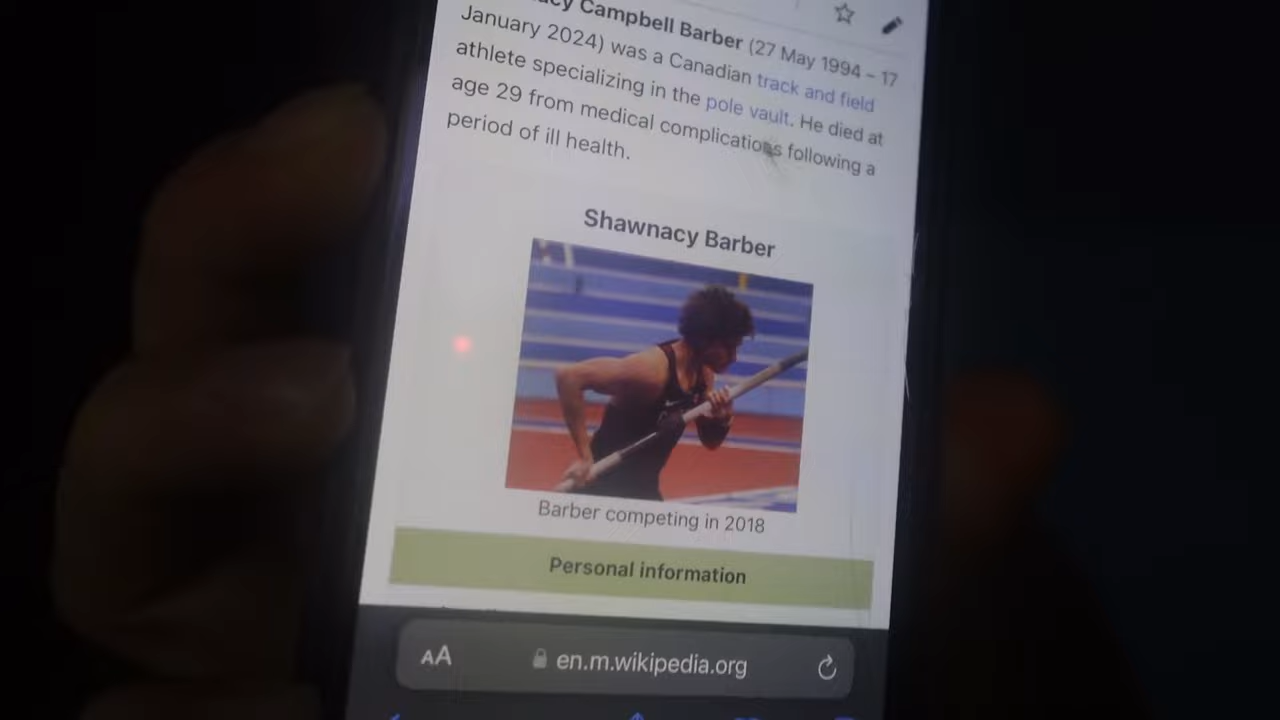 Campbell Barber (27 May 1994 – 17
January 2024) was a Canadian track and field
athlete specializing in the pole vault. He died at
age 29 from medical complications following a
period of ill health.
Shawnacy Barber
Barber competing in 2018
Personal information
AA en.m.wikipedia.org